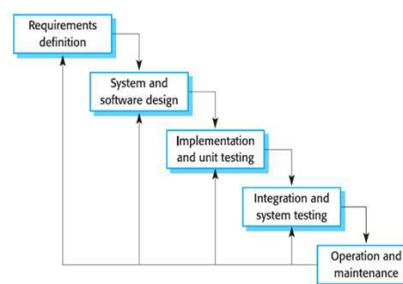 Requirements
definition
System and
software design
Implementation
and unit testing
Integration and
system testing
Operation and
maintenance